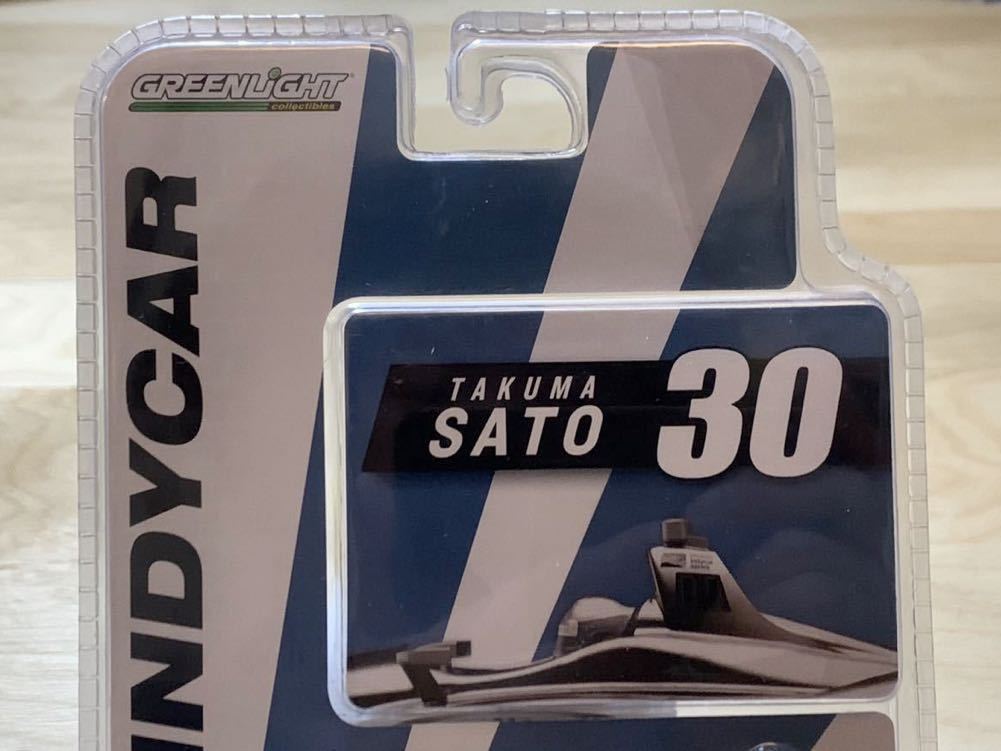 GREENLIGHT
collectibles
INDYCAR
TAKUMA
SATO
30